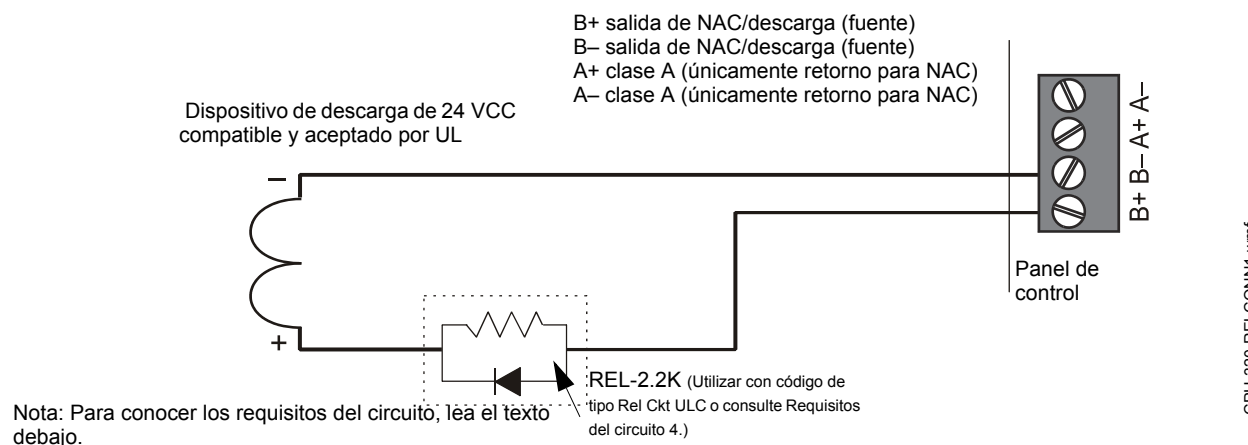 B+ salida de NAC/descarga (fuente)
B– salida de NAC/descarga (fuente)
A+ clase A (únicamente retorno para NAC)
A– clase A (únicamente retorno para NAC)
Dispositivo de descarga de 24 VCC
compatible y aceptado por UL
–
+
B+ B– A+ A–
Panel de
control
REL-2.2K (Utilizar con código de
tipo Rel Ckt ULC o consulte Requisitos
del circuito 4.)
Nota: Para conocer los requisitos del circuito, lea el texto
debajo.